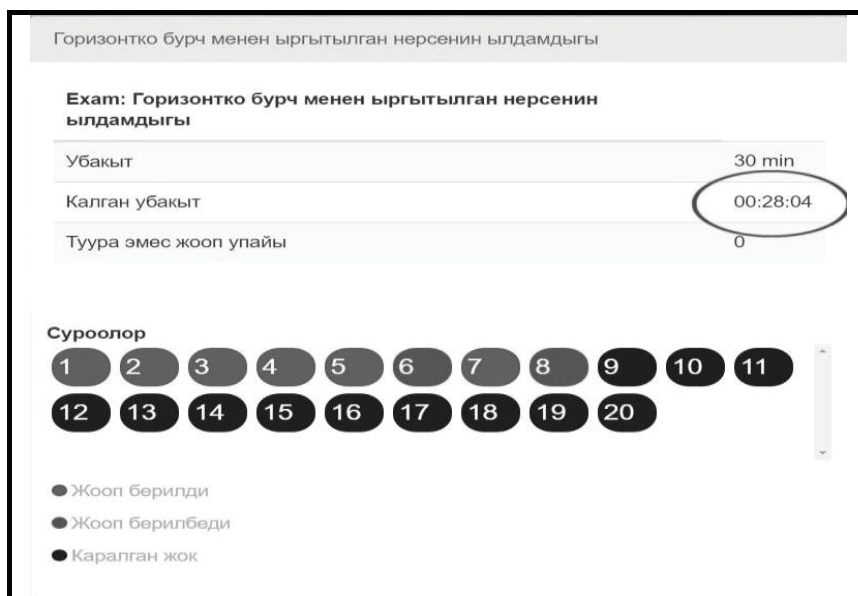 Горизонтко бурч менен ыргытылган нерсенин ылдамдыгы
Exam: Горизонтко бурч менен ыргытылган нерсенин
ылдамдыгы
Убакыт 30 min
Калган убакыт 00:28:04
Туура эмес жооп упайы 0
Суроолор
1 2 3 4 5 6 7 8 9 10 11
12 13 14 15 16 17 18 19 20
Жооп берилди
Жооп берилбеди
Каралган жок